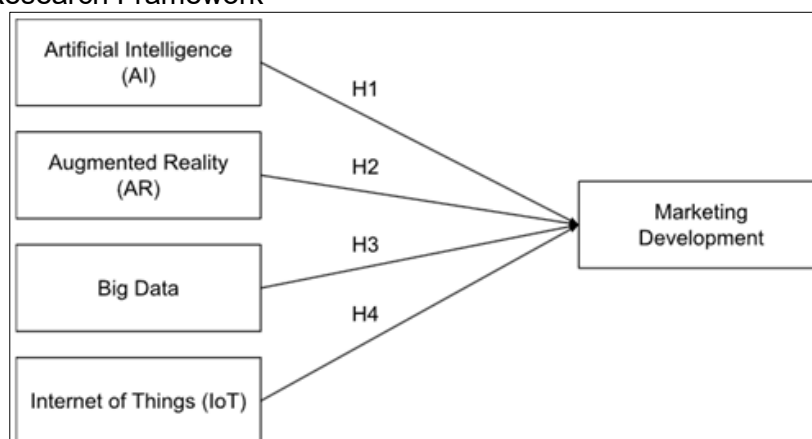 Research Framework
Artificial Intelligence
(AI)
H1
Augmented Reality
(AR)
H2
Marketing
Development
H3
Big Data
H4
Internet of Things (IoT)